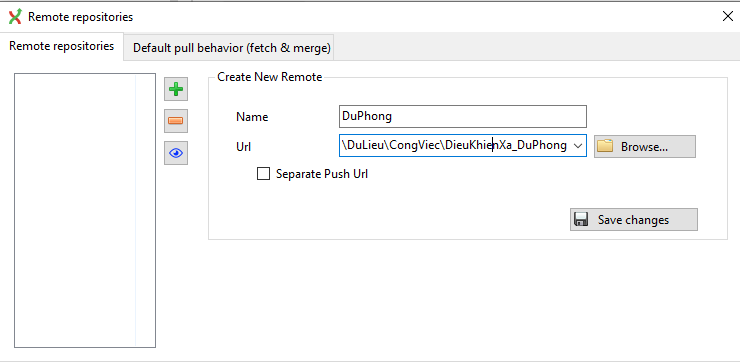 Remote repositories
Remote repositories Default pull behavior (fetch & merge)
Create New Remote
Name DuPhong
Url \DuLieu\CongViec\DieuKhienXa_DuPhong Browse...
Separate Push Url
Save changes